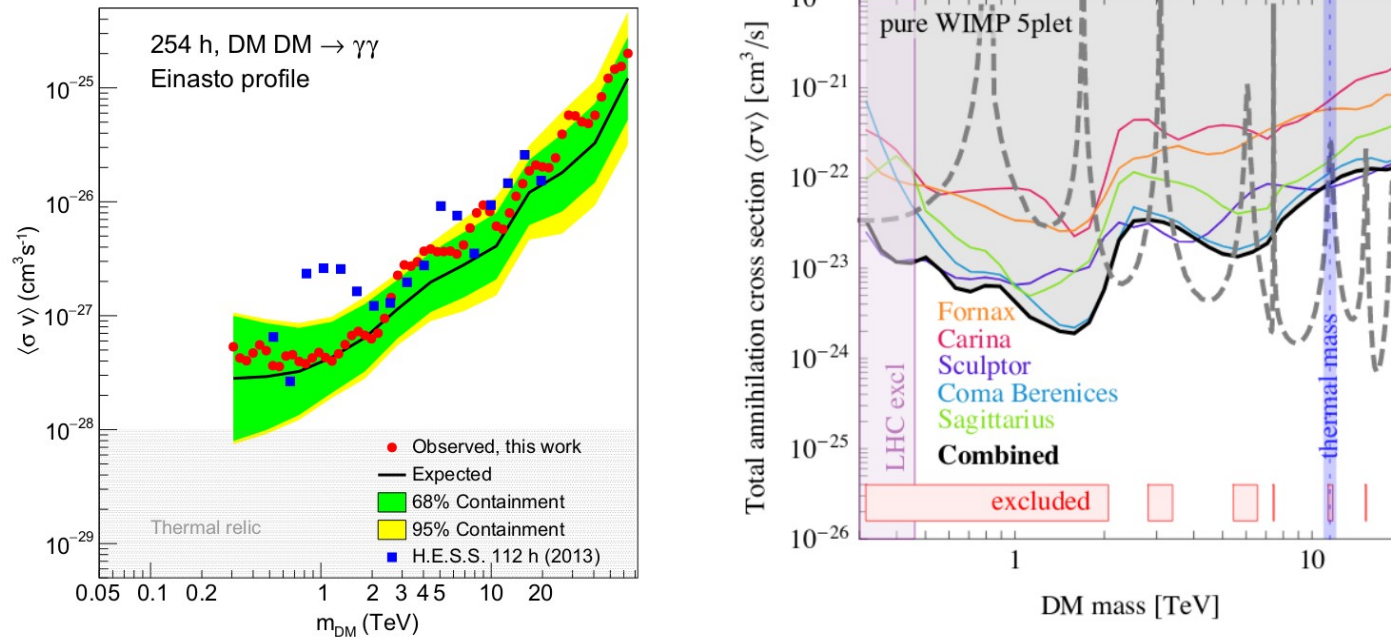 254 h, DM DM → γγ
Einasto profile
⟨σ v⟩ (cm³s⁻¹)
10⁻²⁵
10⁻²⁶
10⁻²⁷
10⁻²⁸
10⁻²⁹
Observed, this work
Expected
68% Containment
95% Containment
H.E.S.S. 112 h (2013)
Thermal relic
0.05 0.1 0.2 1 2 3 4 5 10 20
m_DM (TeV)
pure WIMP 5plet
Total annihilation cross section ⟨σv⟩ [cm³/s]
10⁻²¹
10⁻²²
10⁻²³
10⁻²⁴
10⁻²⁵
10⁻²⁶
Fornax
Carina
Sculptor
Coma Berenices
Sagittarius
Combined
LHC excl
thermal mass
excluded
1 10
DM mass [TeV]